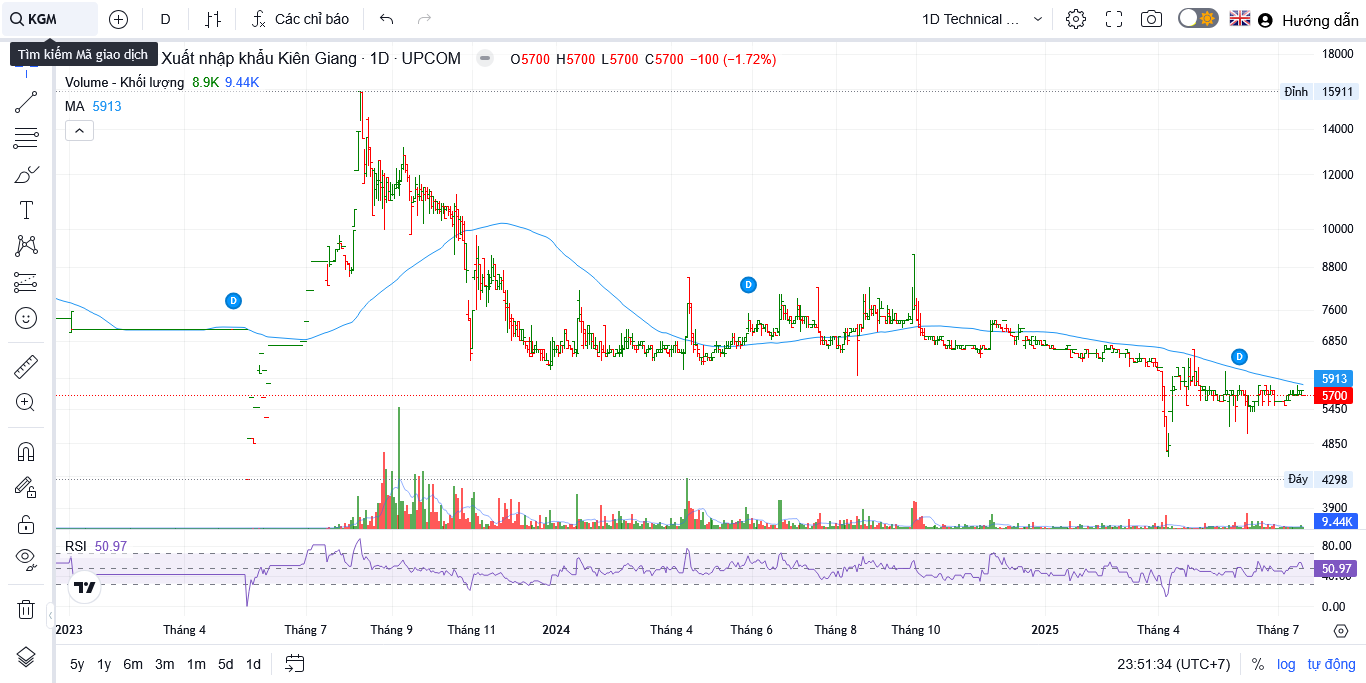 KGM D Các chỉ báo 1D Technical ... Hướng dẫn
Tìm kiếm Mã giao dịch
Xuất nhập khẩu Kiên Giang · 1D · UPCOM O5700 H5700 L5700 C5700 −100 (−1.72%)
Volume - Khối lượng 8.9K 9.44K
MA 5913
18000
Đỉnh 15911
14000
12000
10000
8800
7600
6850
5913
5700
5450
4850
Đáy 4298
3900
9.44K
D
D
D
RSI 50.97
80.00
50.97
40.00
0.00
2023 Tháng 4 Tháng 7 Tháng 9 Tháng 11 2024 Tháng 4 Tháng 6 Tháng 8 Tháng 10 2025 Tháng 4 Tháng 7
5y 1y 6m 3m 1m 5d 1d 23:51:34 (UTC+7) % log tự động